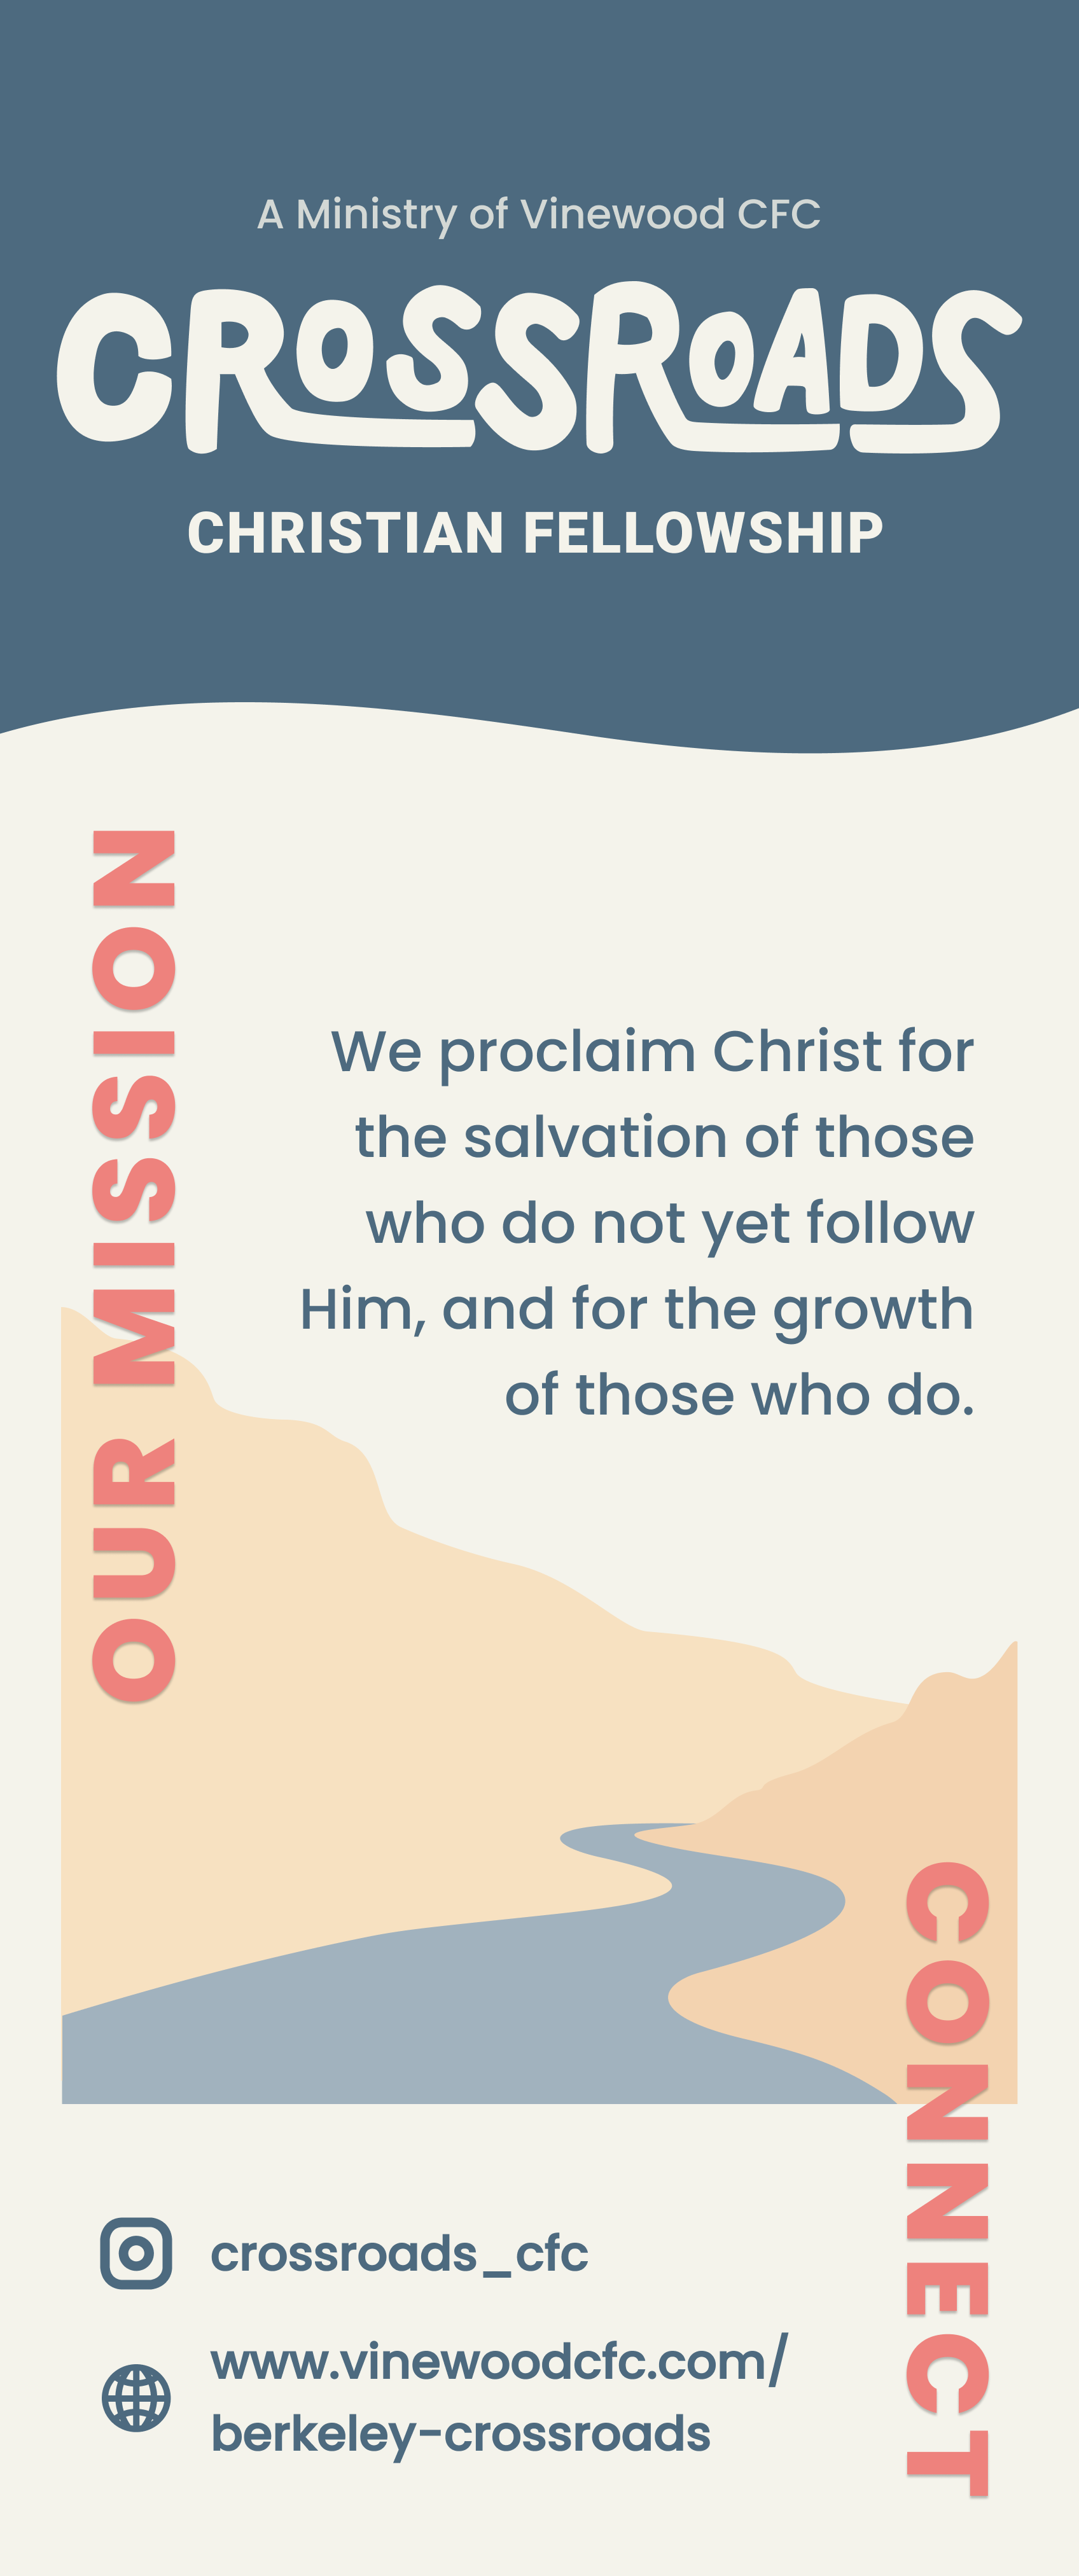 A Ministry of Vinewood CFC
CROSSROADS
CHRISTIAN FELLOWSHIP
OUR MISSION
We proclaim Christ for
the salvation of those
who do not yet follow
Him, and for the growth
of those who do.
CONNECT
crossroads_cfc
www.vinewoodcfc.com/
berkeley-crossroads